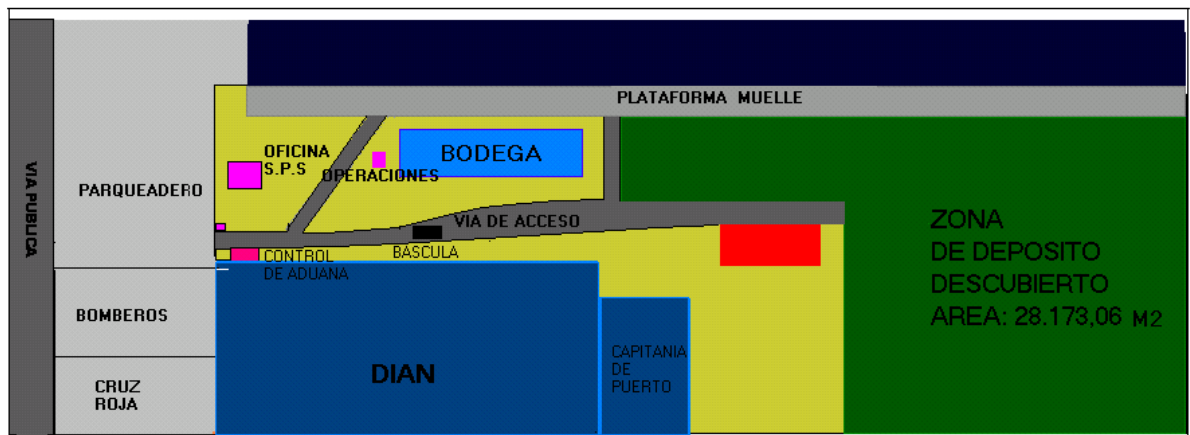 PLATAFORMA MUELLE
OFICINA
S.P.S
OPERACIONES
BODEGA
VIA PUBLICA
PARQUEADERO
VIA DE ACCESO
BASCULA
CONTROL
DE ADUANA
ZONA
DE DEPOSITO
DESCUBIERTO
AREA: 28.173,06 M2
BOMBEROS
DIAN
CAPITANIA
DE
PUERTO
CRUZ
ROJA